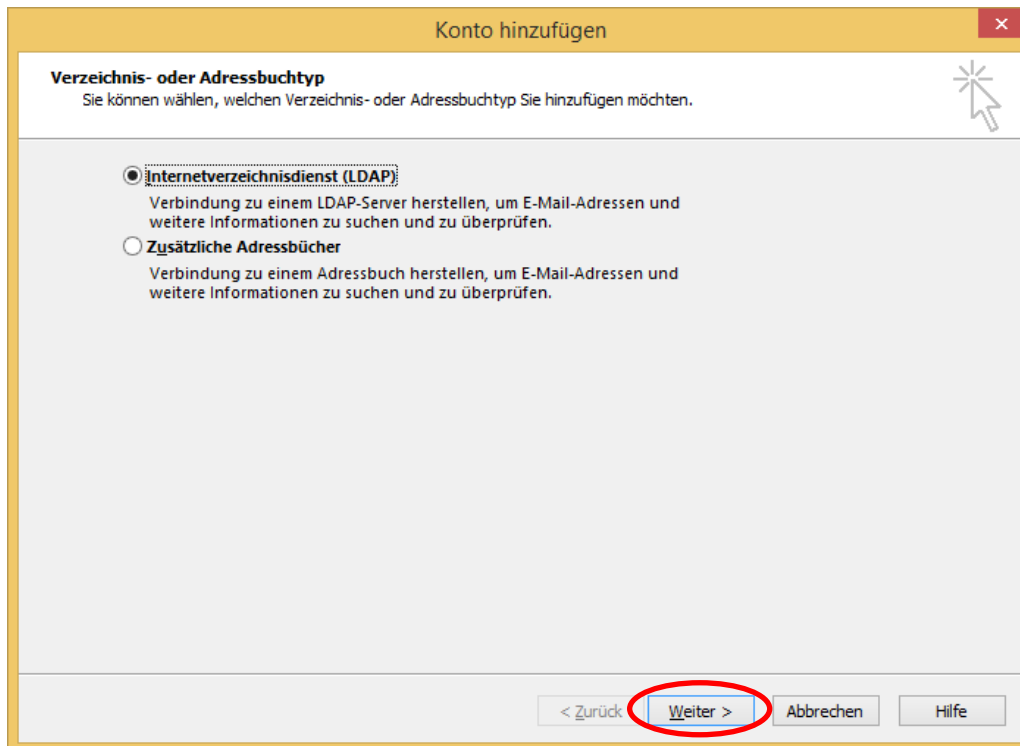 Konto hinzufügen
Verzeichnis- oder Adressbuchtyp
Sie können wählen, welchen Verzeichnis- oder Adressbuchtyp Sie hinzufügen möchten.
Internetverzeichnisdienst (LDAP)
Verbindung zu einem LDAP-Server herstellen, um E-Mail-Adressen und
weitere Informationen zu suchen und zu überprüfen.
Zusätzliche Adressbücher
Verbindung zu einem Adressbuch herstellen, um E-Mail-Adressen und
weitere Informationen zu suchen und zu überprüfen.
< Zurück Weiter > Abbrechen Hilfe